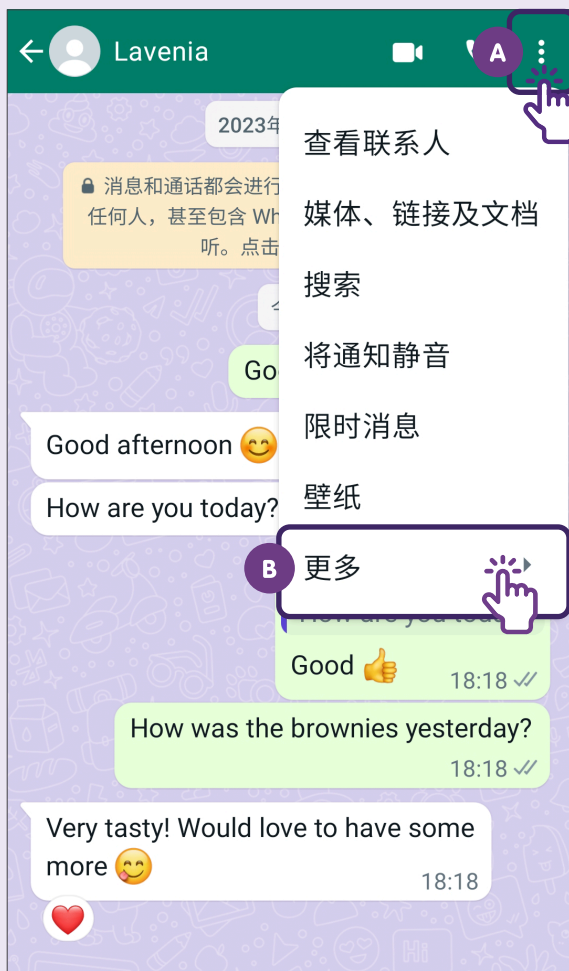 Lavenia
A
2023年
查看联系人
消息和通话都会进行
任何人，甚至包含 Wh
听。点击
媒体、链接及文档
搜索
将通知静音
限时消息
壁纸
B
更多
Go
Good afternoon 😊
How are you today?
Good 👍
18:18
How was the brownies yesterday?
18:18
Very tasty! Would love to have some
more 😋
18:18
❤️